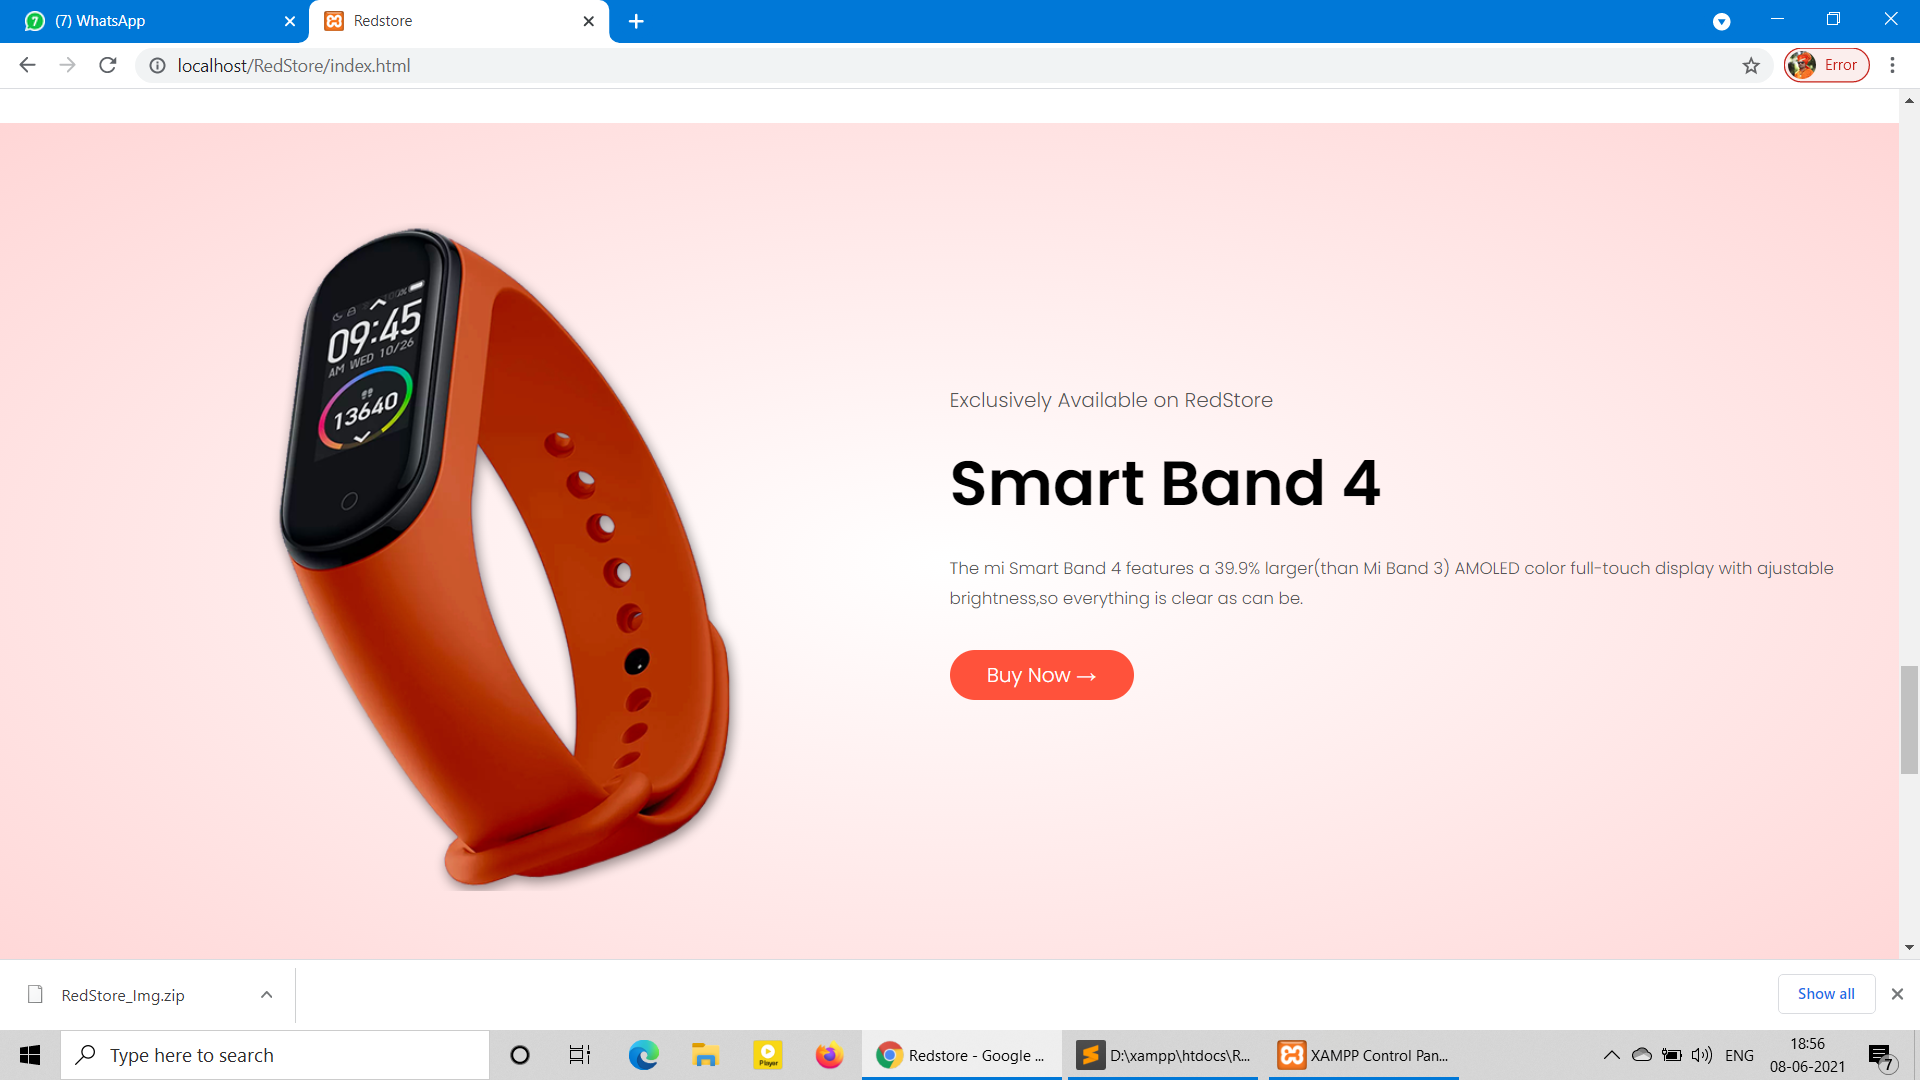 (7) WhatsApp
Redstore
localhost/RedStore/index.html
Error
09:45
AM WED 10/26
13640
Exclusively Available on RedStore
Smart Band 4
The mi Smart Band 4 features a 39.9% larger(than Mi Band 3) AMOLED color full-touch display with ajustable
brightness,so everything is clear as can be.
Buy Now →
RedStore_Img.zip
Show all
Type here to search
Player
Redstore - Google ...
D:\xampp\htdocs\R...
XAMPP Control Pan...
ENG
18:56
08-06-2021
7